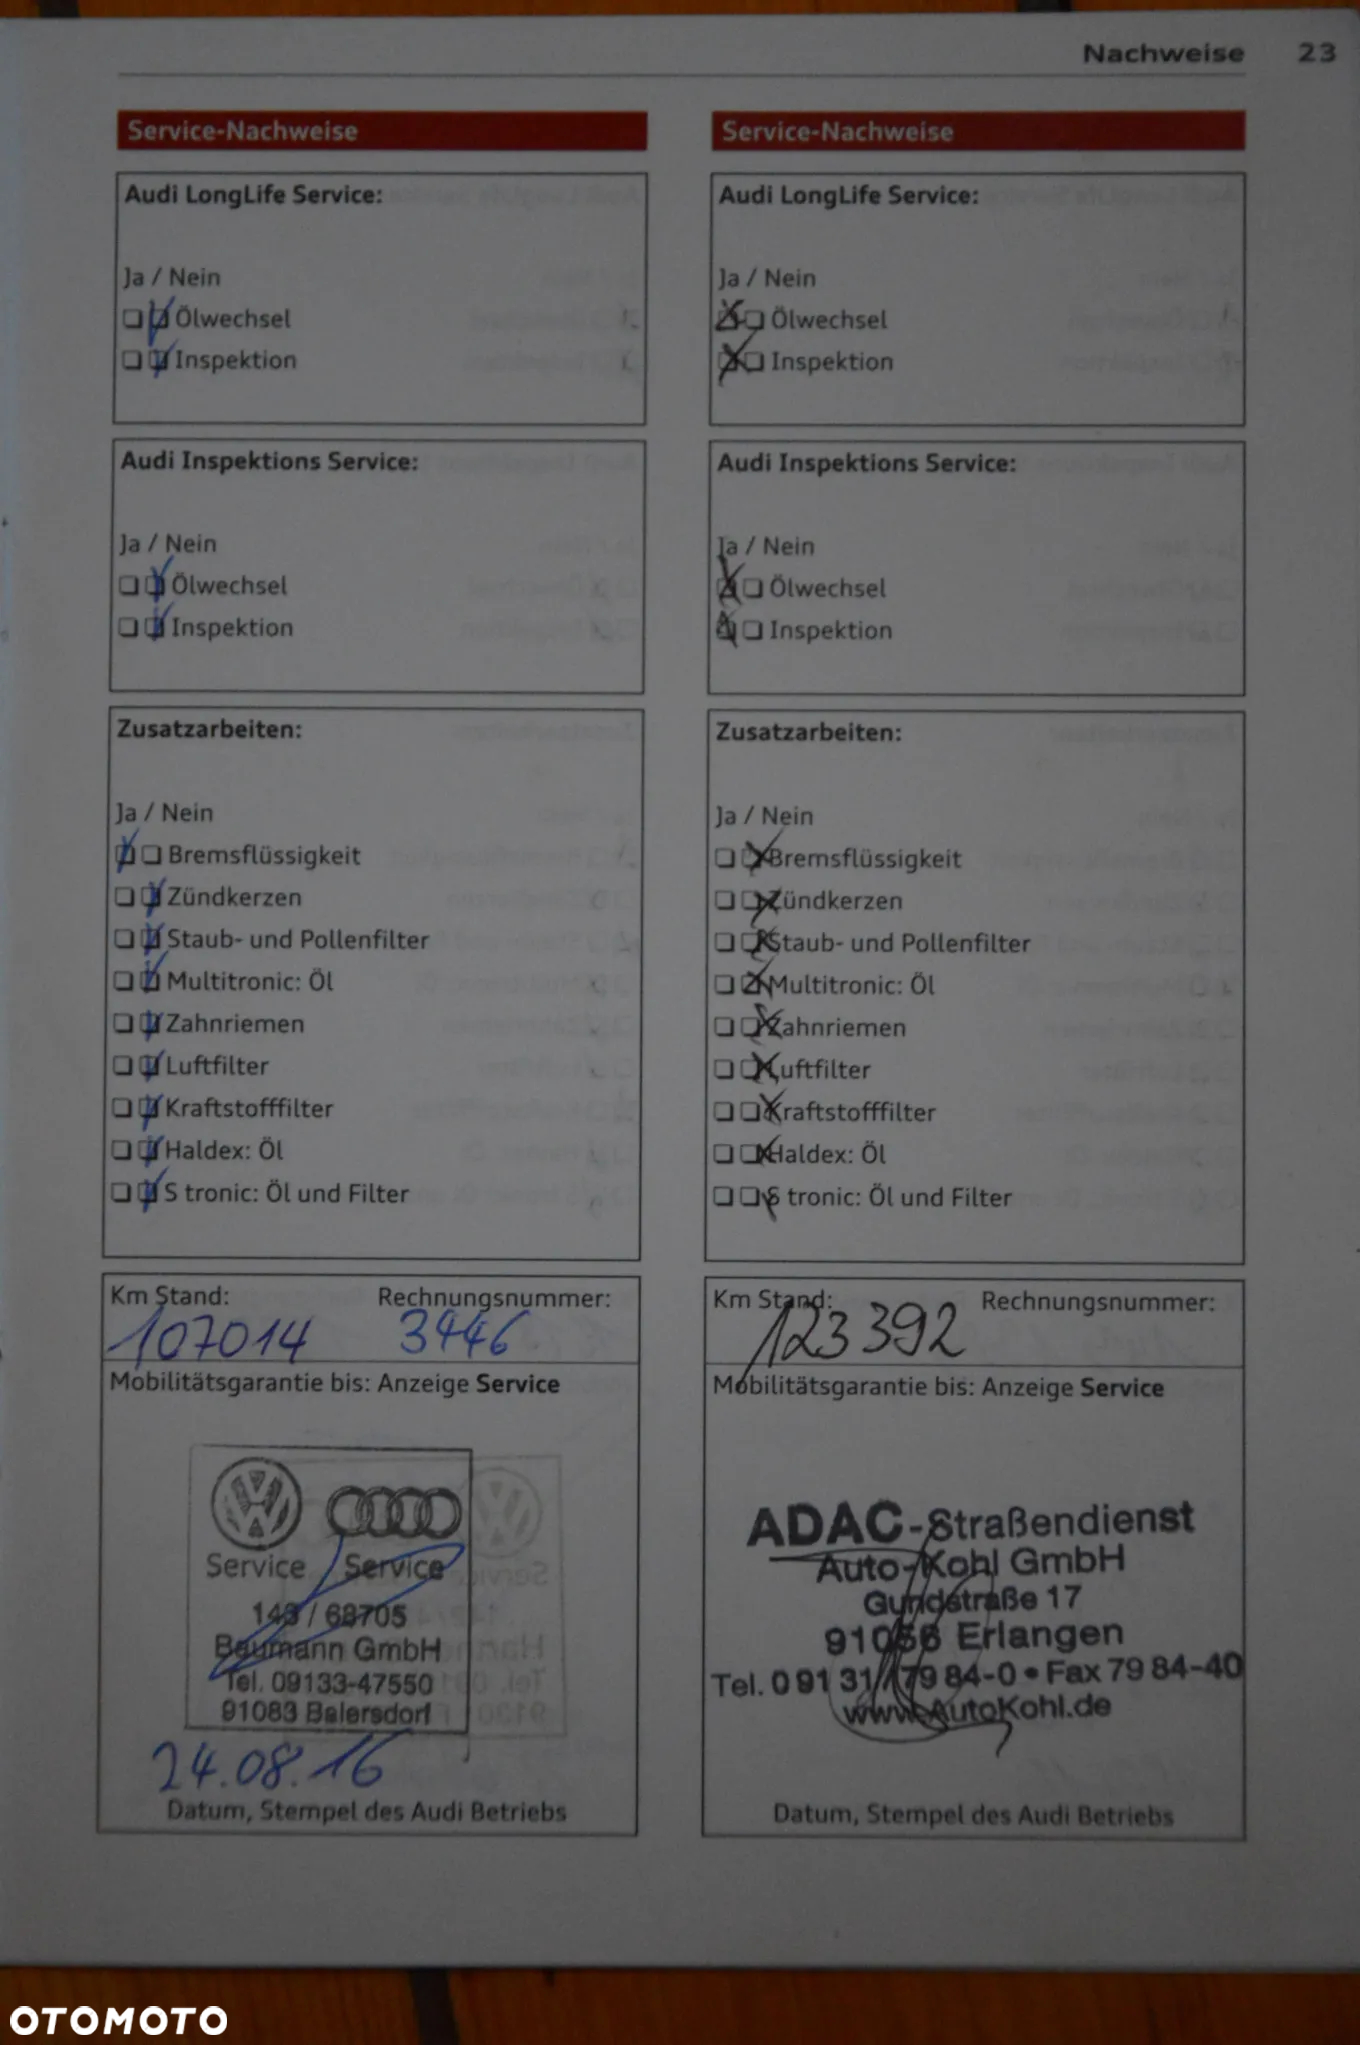 Nachweise 23
Service-Nachweise
Audi LongLife Service:
Ja / Nein
Ölwechsel
Inspektion
Audi Inspektions Service:
Ja / Nein
Ölwechsel
Inspektion
Zusatzarbeiten:
Ja / Nein
Bremsflüssigkeit
Zündkerzen
Staub- und Pollenfilter
Multitronic: Öl
Zahnriemen
Luftfilter
Kraftstofffilter
Haldex: Öl
S tronic: Öl und Filter
Km Stand: Rechnungsnummer:
107014 3446
Mobilitätsgarantie bis: Anzeige Service
Service Service
/ 68705
Baumann GmbH
Tel. 09133-47550
91083 Baiersdorf
24.08.16
Datum, Stempel des Audi Betriebs
Service-Nachweise
Audi LongLife Service:
Ja / Nein
Ölwechsel
Inspektion
Audi Inspektions Service:
Ja / Nein
Ölwechsel
Inspektion
Zusatzarbeiten:
Ja / Nein
Bremsflüssigkeit
Zündkerzen
Staub- und Pollenfilter
Multitronic: Öl
Zahnriemen
Luftfilter
Kraftstofffilter
Haldex: Öl
S tronic: Öl und Filter
Km Stand: Rechnungsnummer:
123392
Mobilitätsgarantie bis: Anzeige Service
ADAC-Straßendienst
Auto-Kohl GmbH
Gundstraße 17
91056 Erlangen
Tel. 0 91 31 / 79 84-0 • Fax 79 84-40
www.AutoKohl.de
Datum, Stempel des Audi Betriebs
OTOMOTO